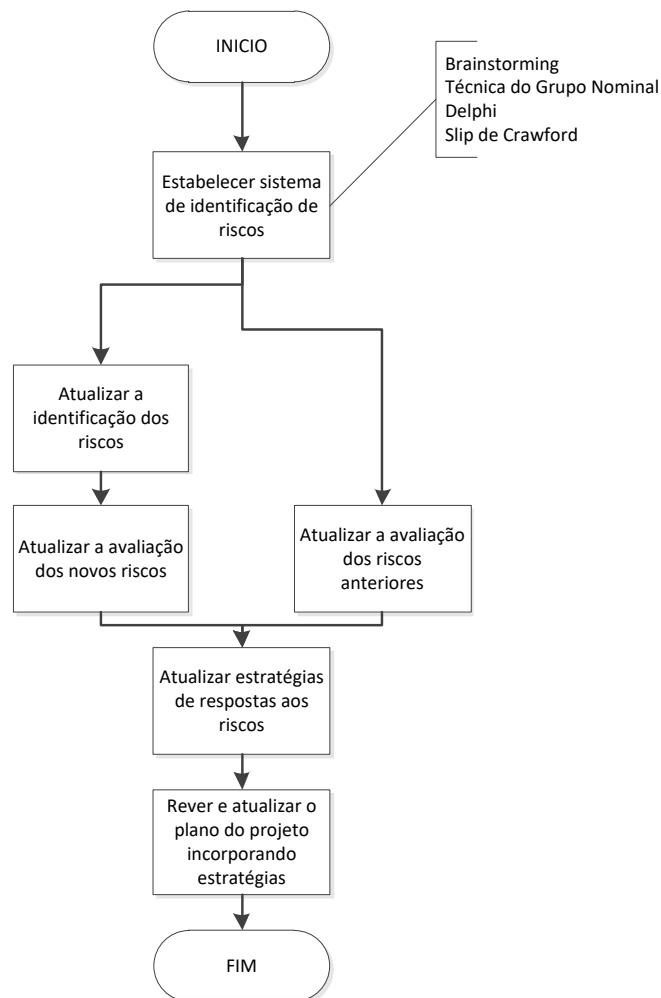 INICIO
Brainstorming
Técnica do Grupo Nominal
Delphi
Slip de Crawford
Estabelecer sistema
de identificação de
riscos
Atualizar a
identificação dos
riscos
Atualizar a avaliação
dos novos riscos
Atualizar a avaliação
dos riscos
anteriores
Atualizar estratégias
de respostas aos
riscos
Rever e atualizar o
plano do projeto
incorporando
estratégias
FIM